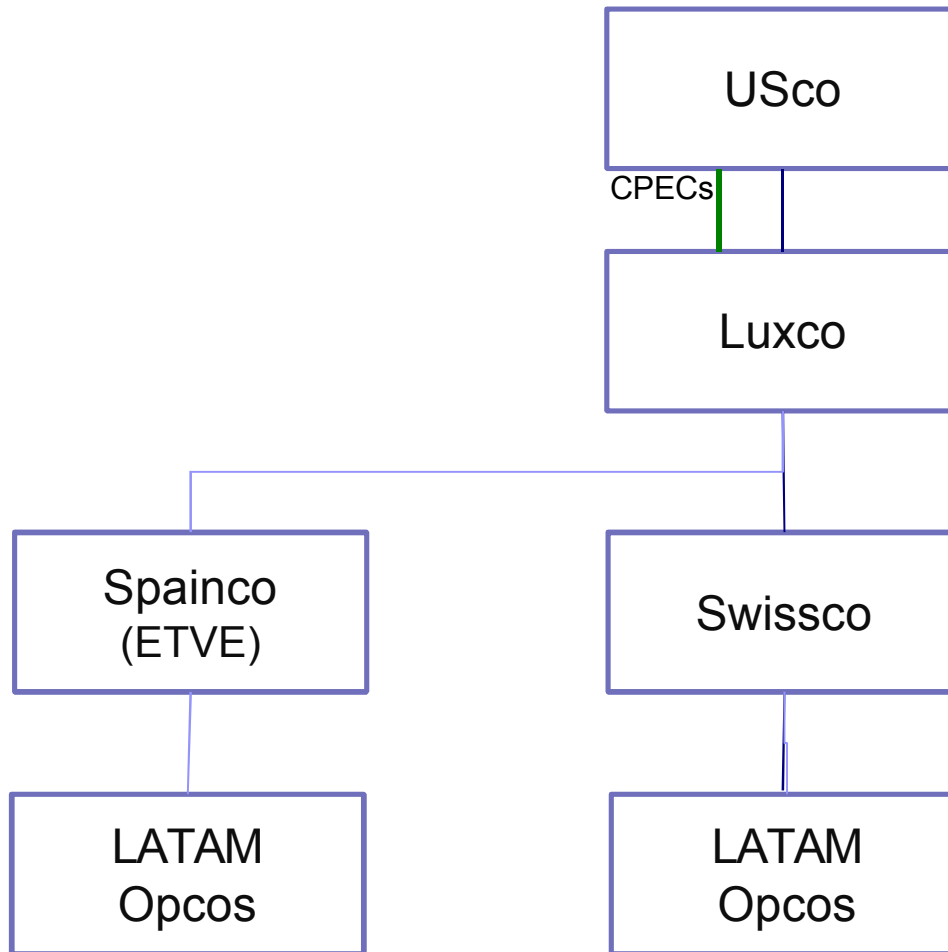 USco
CPECs
Luxco
Spainco
(ETVE)
Swissco
LATAM
Opcos
LATAM
Opcos